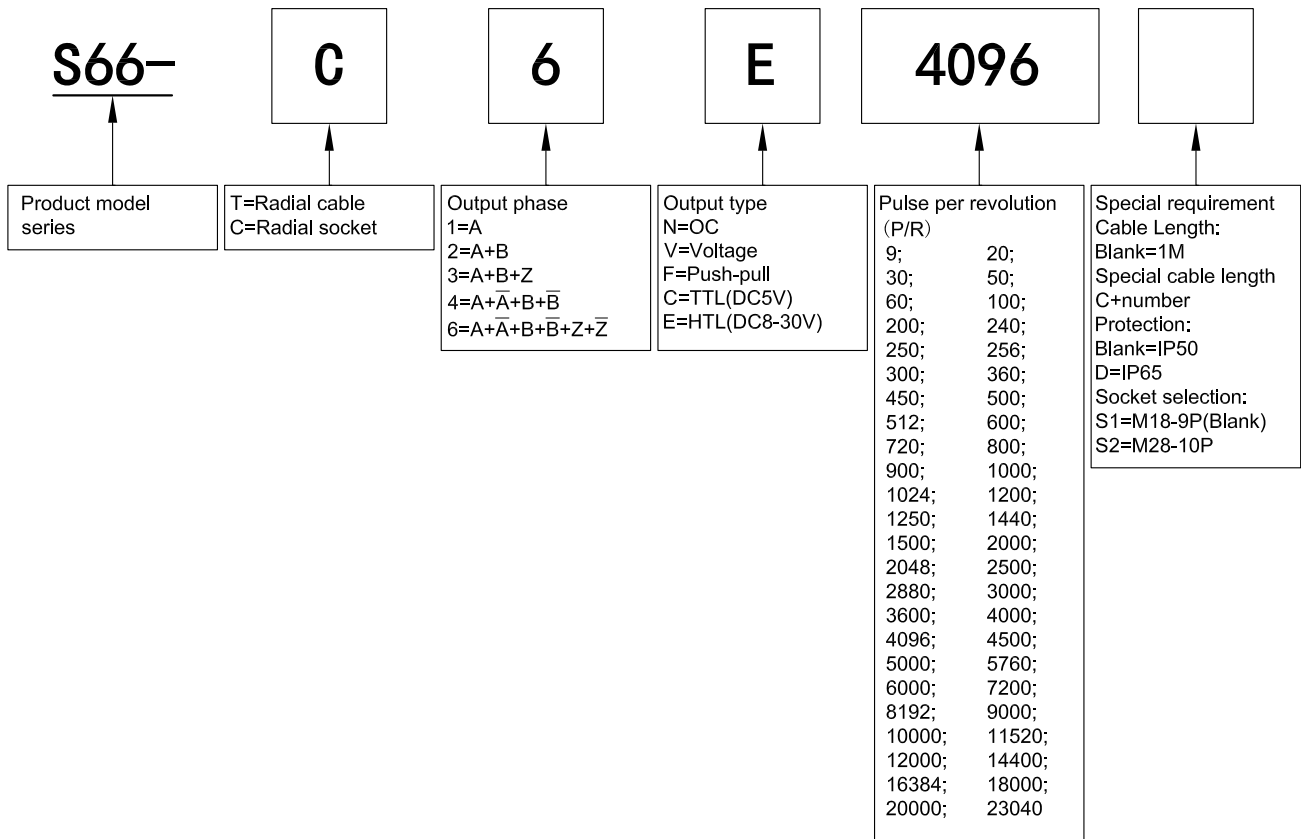 S66-
C
6
E
4096
Product model
series
T=Radial cable
C=Radial socket
Output phase
1=A
2=A+B
3=A+B+Z
4=A+A̅+B+B̅
6=A+A̅+B+B̅+Z+Z̅
Output type
N=OC
V=Voltage
F=Push-pull
C=TTL(DC5V)
E=HTL(DC8-30V)
Pulse per revolution
(P/R)
9; 20;
30; 50;
60; 100;
200; 240;
250; 256;
300; 360;
450; 500;
512; 600;
720; 800;
900; 1000;
1024; 1200;
1250; 1440;
1500; 2000;
2048; 2500;
2880; 3000;
3600; 4000;
4096; 4500;
5000; 5760;
6000; 7200;
8192; 9000;
10000; 11520;
12000; 14400;
16384; 18000;
20000; 23040
Special requirement
Cable Length:
Blank=1M
Special cable length
C+number
Protection:
Blank=IP50
D=IP65
Socket selection:
S1=M18-9P(Blank)
S2=M28-10P